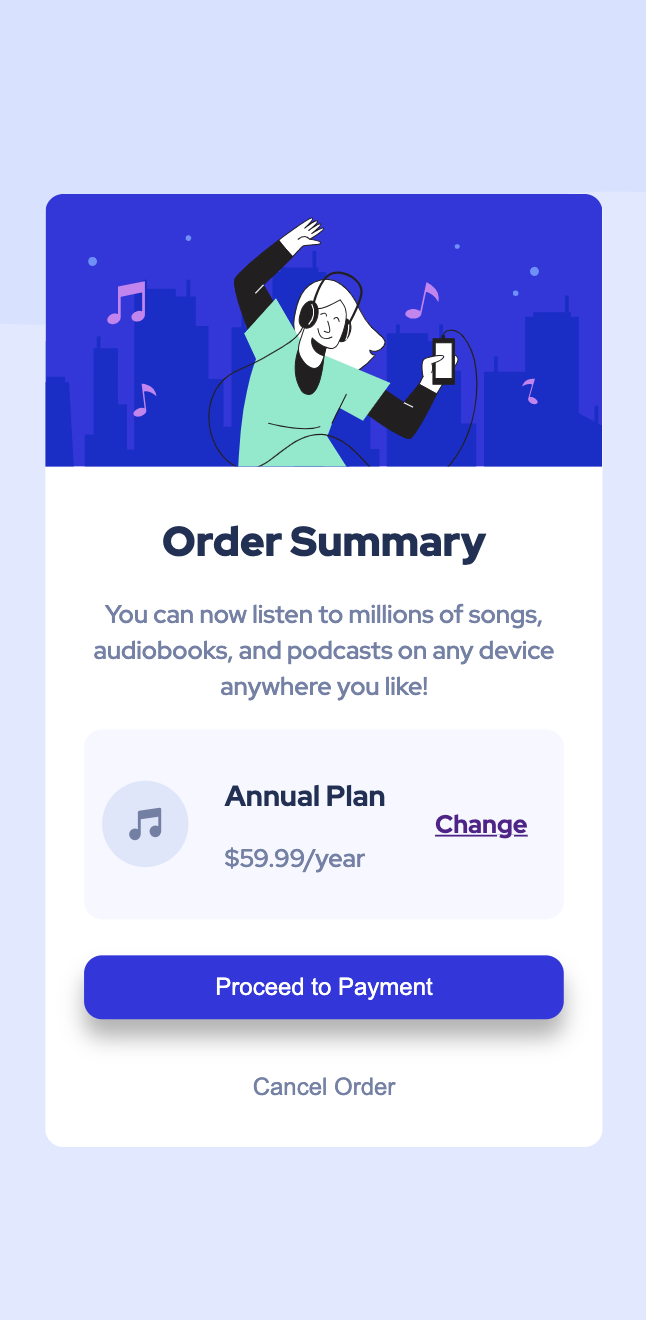 Order Summary
You can now listen to millions of songs,
audiobooks, and podcasts on any device
anywhere you like!
Annual Plan
Change
$59.99/year
Proceed to Payment
Cancel Order